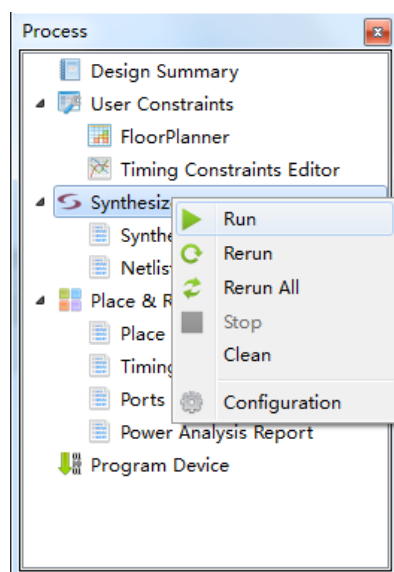 Process
Design Summary
User Constraints
FloorPlanner
Timing Constraints Editor
Synthesiz
Run
Synthe
Rerun
Netlis
Rerun All
Place & R
Stop
Place
Clean
Timing
Ports
Configuration
Power Analysis Report
Program Device